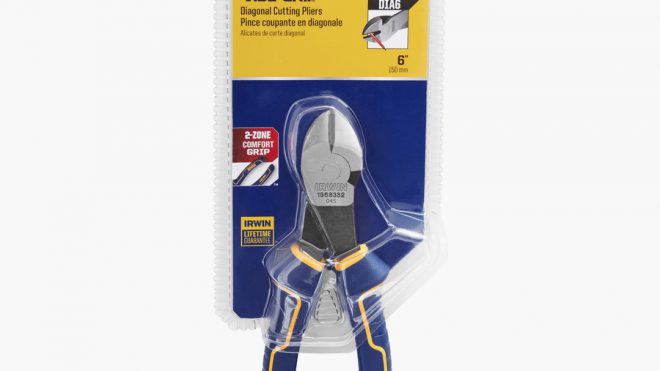 DIA6
Diagonal Cutting Pliers
Pince coupante en diagonale
Alicates de corte diagonal
6"
150 mm
2-ZONE
COMFORT
GRIP
IRWIN
1968332
IRWIN
LIFETIME
GUARANTEE